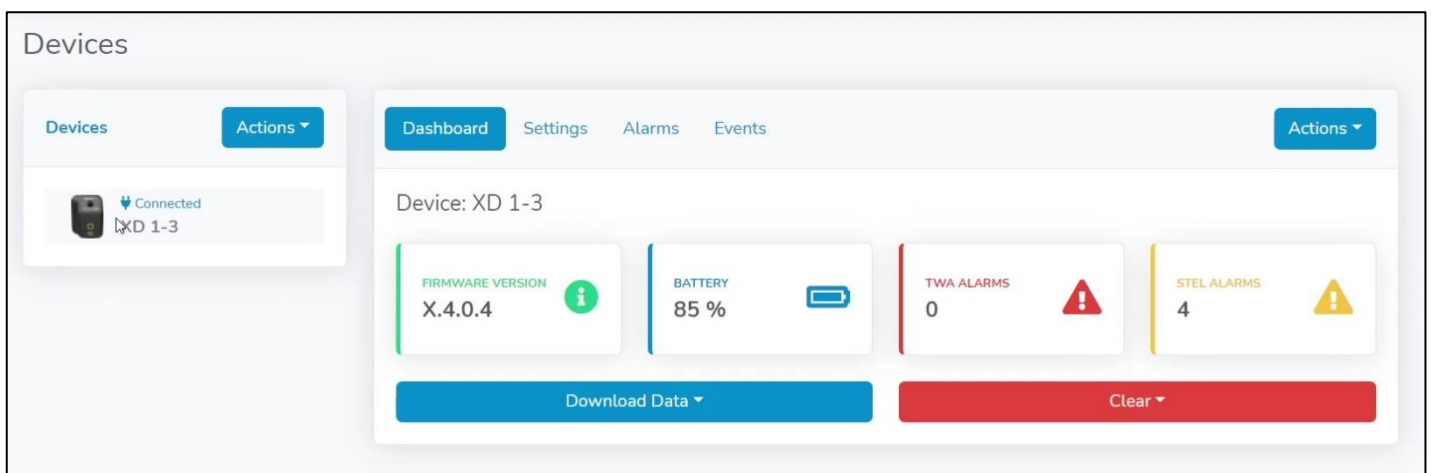 Devices
Devices
Actions
Connected
XD 1-3
Dashboard Settings Alarms Events
Actions
Device: XD 1-3
FIRMWARE VERSION
X.4.0.4
BATTERY
85 %
TWA ALARMS
0
STEL ALARMS
4
Download Data
Clear